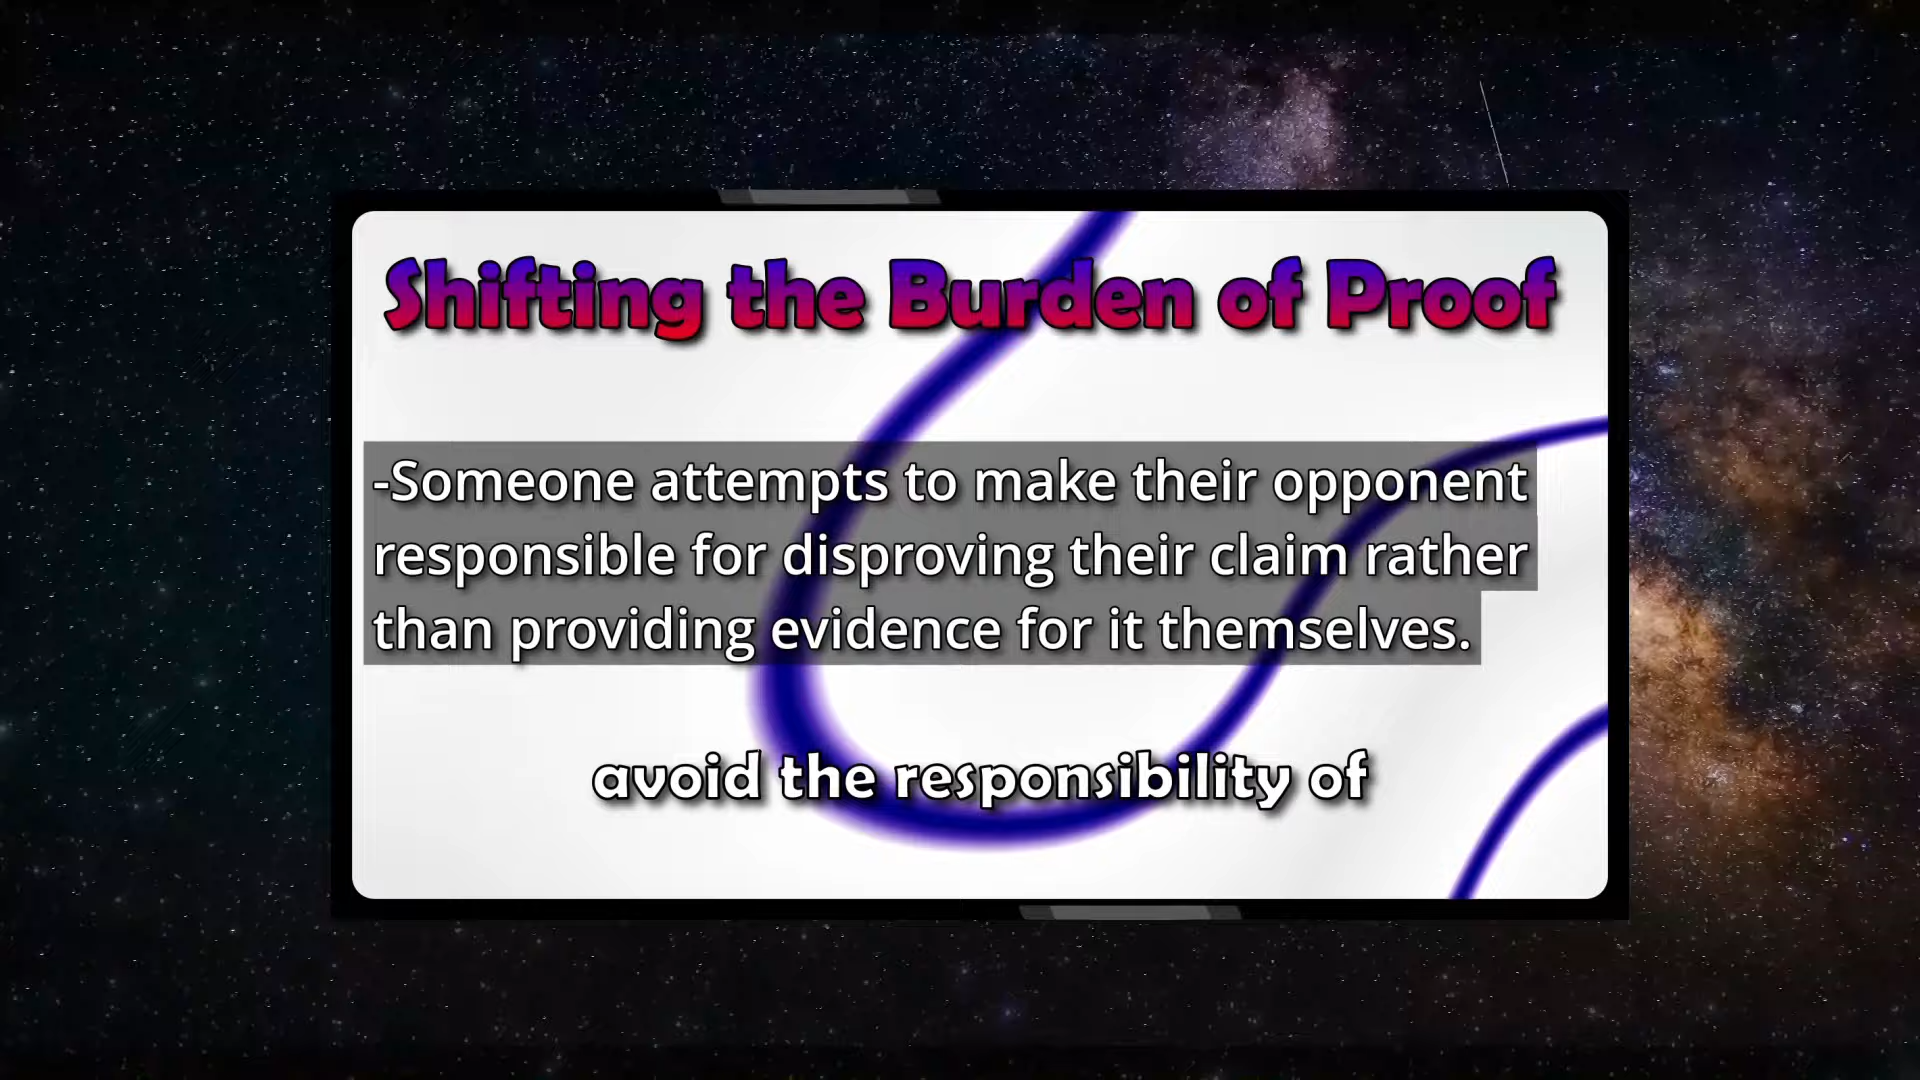 Shifting the Burden of Proof
-Someone attempts to make their opponent
responsible for disproving their claim rather
than providing evidence for it themselves.
avoid the responsibility of